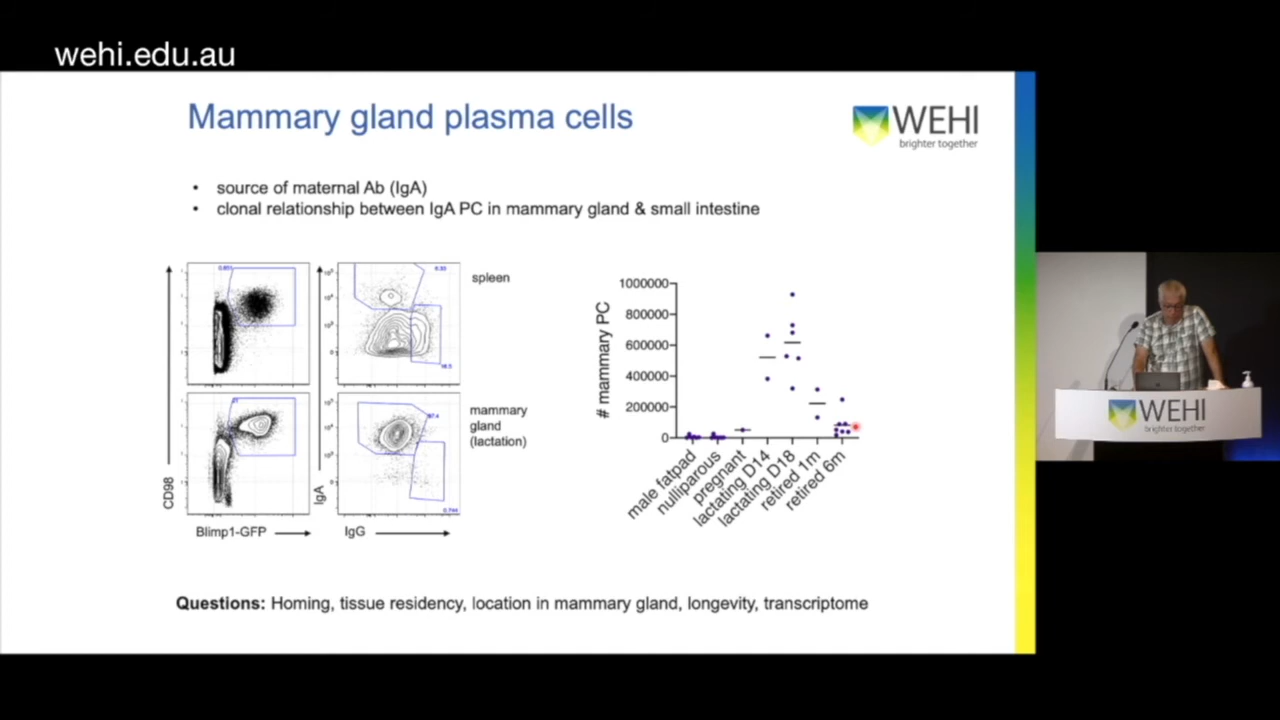 wehi.edu.au
Mammary gland plasma cells
WEHI
brighter together
• source of maternal Ab (IgA)
• clonal relationship between IgA PC in mammary gland & small intestine
spleen
mammary
gland
(lactation)
CD98
IgA
Blimp1-GFP
IgG
# mammary PC
1000000
800000
600000
400000
200000
0
male fatpad
nulliparous
pregnant
lactating D14
lactating D18
retired 1m
retired 6m
Questions: Homing, tissue residency, location in mammary gland, longevity, transcriptome
WEHI
brighter together